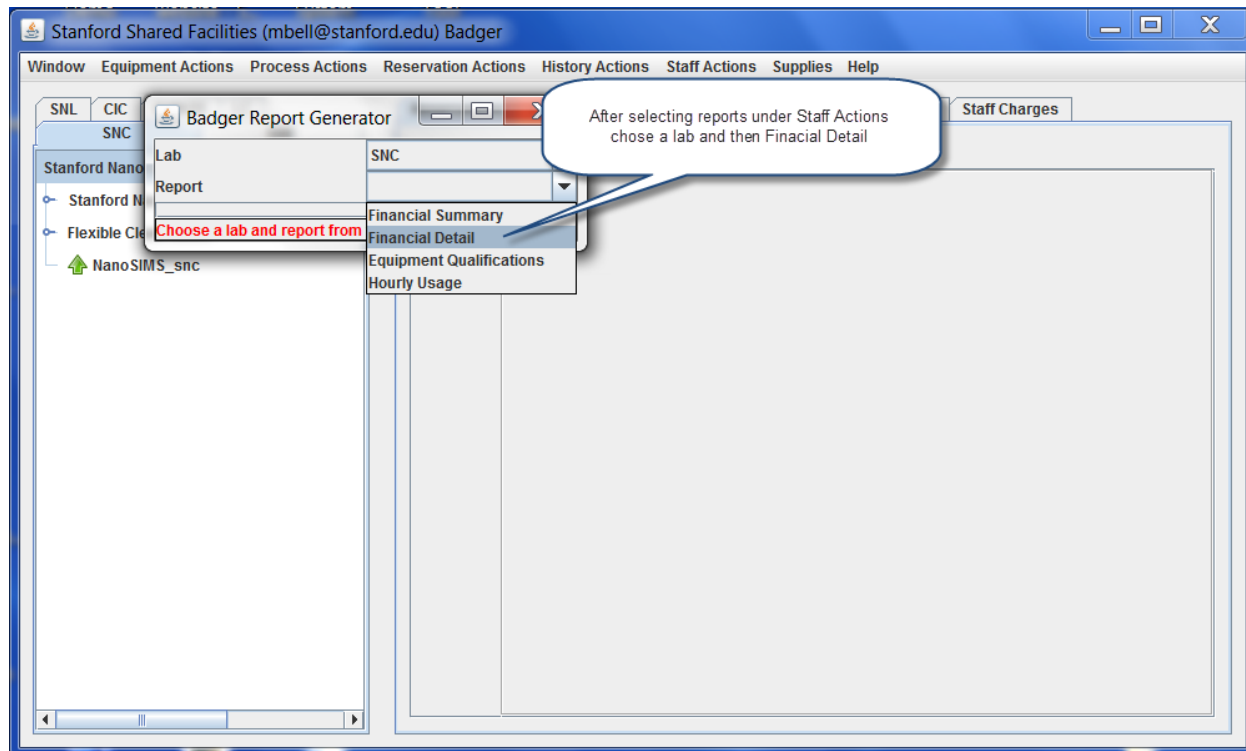 Stanford Shared Facilities (mbell@stanford.edu) Badger
Window Equipment Actions Process Actions Reservation Actions History Actions Staff Actions Supplies Help
SNL CIC
Staff Charges
SNC
Badger Report Generator
After selecting reports under Staff Actions
chose a lab and then Finacial Detail
Lab SNC
Stanford Nano
Report
Stanford N
Financial Summary
Flexible Cle
Choose a lab and report from
Financial Detail
Equipment Qualifications
NanoSIMS_snc
Hourly Usage